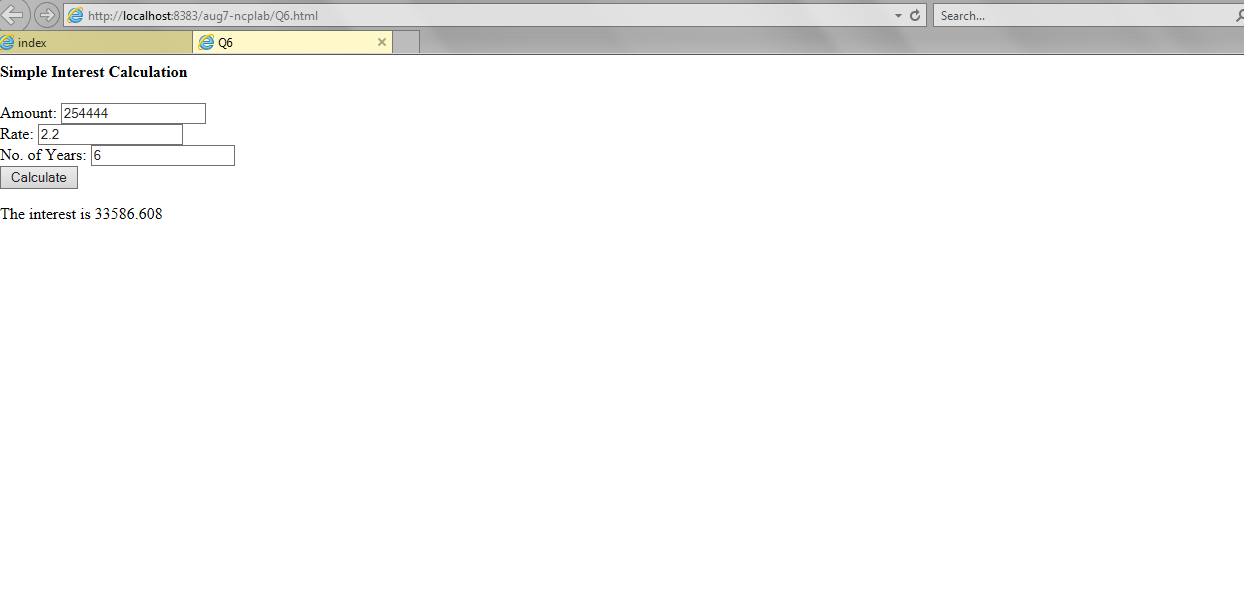 http://localhost:8383/aug7-ncplab/Q6.html Search...
index Q6
Simple Interest Calculation
Amount: 254444
Rate: 2.2
No. of Years: 6
Calculate
The interest is 33586.608